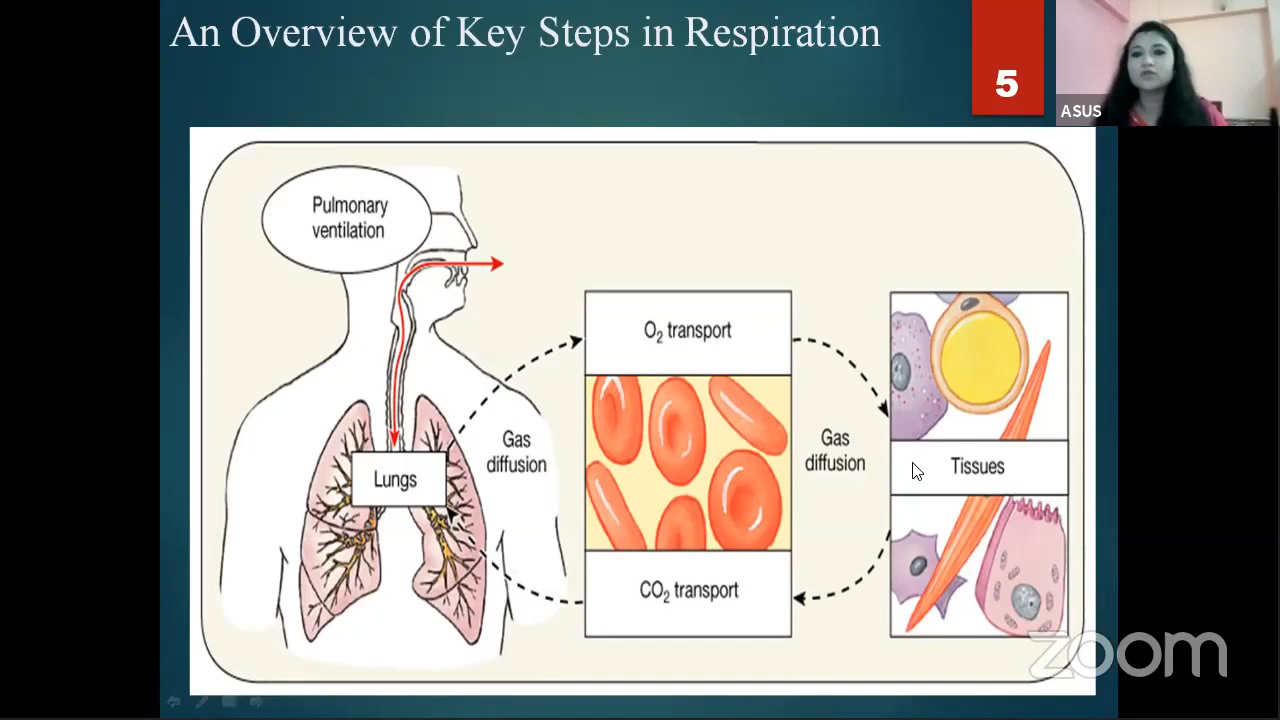 An Overview of Key Steps in Respiration
5
ASUS
Pulmonary
ventilation
O₂ transport
Gas
diffusion
Gas
diffusion
Lungs
Tissues
CO₂ transport
zoom